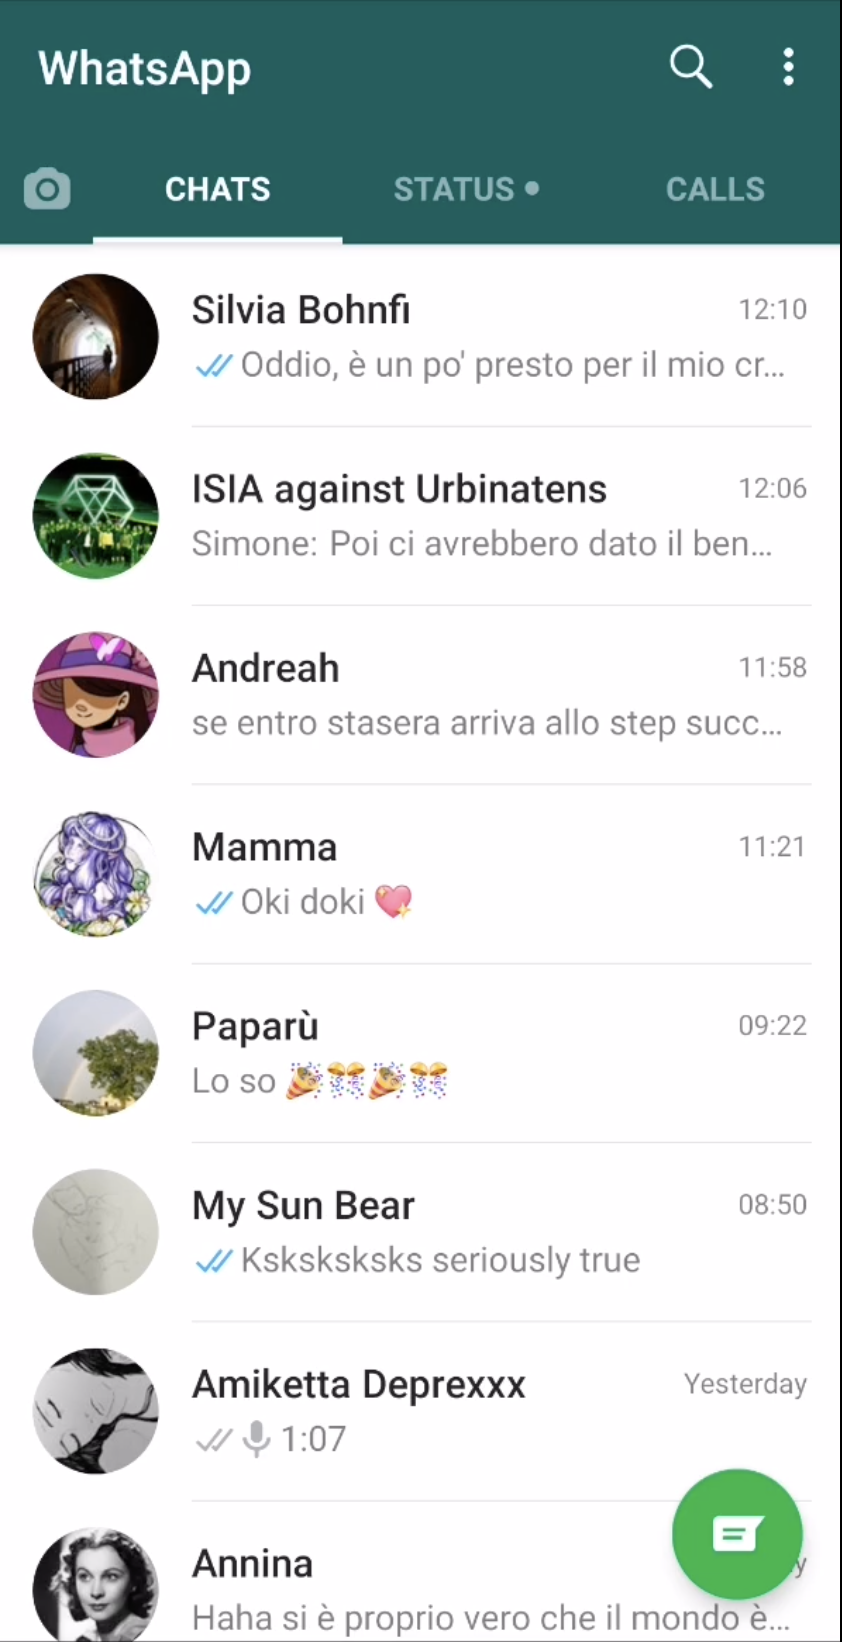 WhatsApp
CHATS STATUS CALLS
Silvia Bohnfi 12:10
Oddio, è un po' presto per il mio cr...
ISIA against Urbinatens 12:06
Simone: Poi ci avrebbero dato il ben...
Andreah 11:58
se entro stasera arriva allo step succ...
Mamma 11:21
Oki doki 💖
Paparù 09:22
Lo so 🎉🎊🎉🎊
My Sun Bear 08:50
Ksksksksks seriously true
Amiketta Deprexxx Yesterday
1:07
Annina
Haha si è proprio vero che il mondo è...